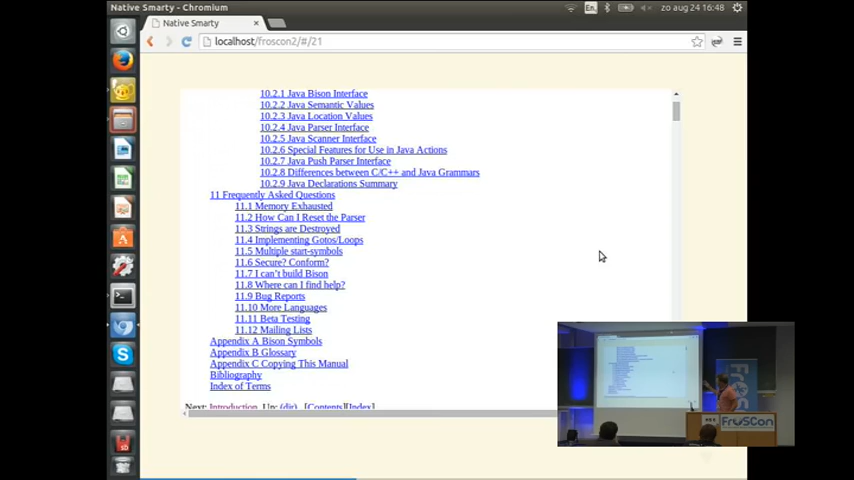 Native Smarty - Chromium
En
zo aug 24 16:48
Native Smarty
localhost/froscon2/#/21
10.2.1 Java Bison Interface
10.2.2 Java Semantic Values
10.2.3 Java Location Values
10.2.4 Java Parser Interface
10.2.5 Java Scanner Interface
10.2.6 Special Features for Use in Java Actions
10.2.7 Java Push Parser Interface
10.2.8 Differences between C/C++ and Java Grammars
10.2.9 Java Declarations Summary
11 Frequently Asked Questions
11.1 Memory Exhausted
11.2 How Can I Reset the Parser
11.3 Strings are Destroyed
11.4 Implementing Gotos/Loops
11.5 Multiple start-symbols
11.6 Secure? Conform?
11.7 I can't build Bison
11.8 Where can I find help?
11.9 Bug Reports
11.10 More Languages
11.11 Beta Testing
11.12 Mailing Lists
Appendix A Bison Symbols
Appendix B Glossary
Appendix C Copying This Manual
Bibliography
Index of Terms
Next: Introduction, Up: (dir) [Contents][Index]
FrOSCon